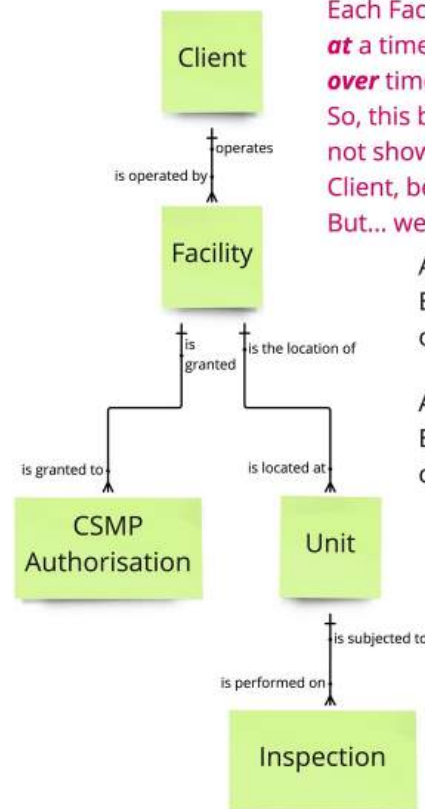 Each Fac
at a time
over time
So, this b
not show
Client, be
But... we
Client
operates
is operated by
Facility
is
granted
is the location of
is granted to
is located at
CSMP
Authorisation
Unit
is subjected to
is performed on
Inspection